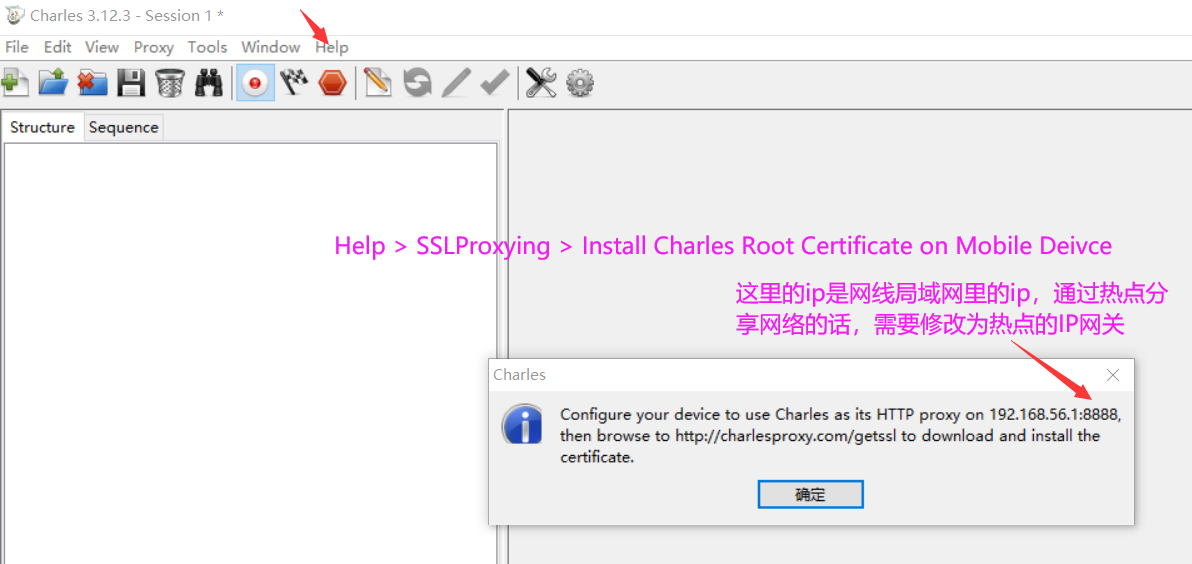 Charles 3.12.3 - Session 1 *
File Edit View Proxy Tools Window Help
Structure Sequence
Help > SSLProxying > Install Charles Root Certificate on Mobile Deivce
这里的ip是网线局域网里的ip，通过热点分
享网络的话，需要修改为热点的IP网关
Charles
Configure your device to use Charles as its HTTP proxy on 192.168.56.1:8888,
then browse to http://charlesproxy.com/getssl to download and install the
certificate.
确定